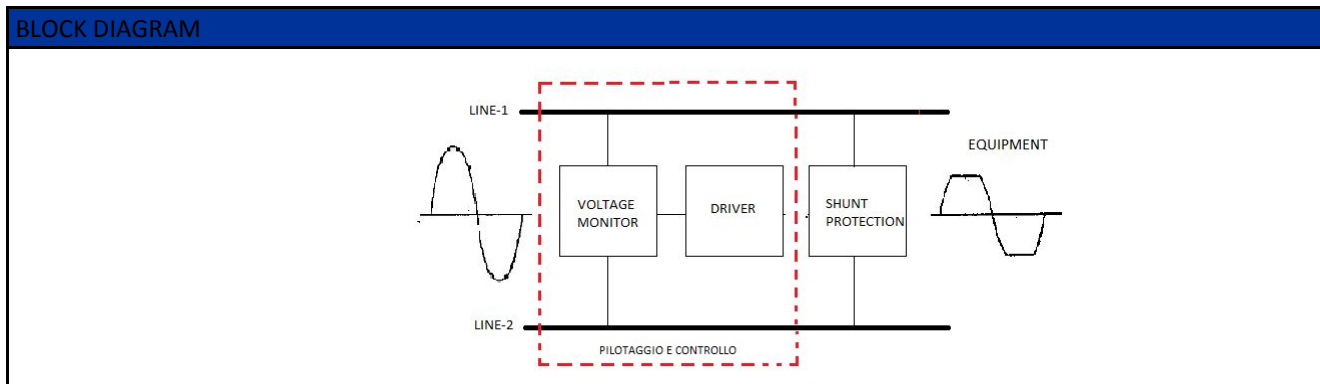 BLOCK DIAGRAM
LINE-1
EQUIPMENT
VOLTAGE
MONITOR
DRIVER
SHUNT
PROTECTION
LINE-2
PILOTAGGIO E CONTROLLO